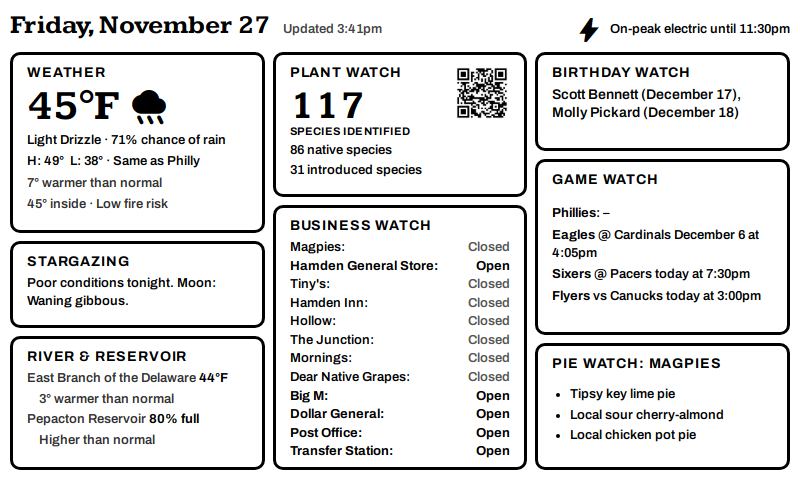 Friday, November 27 Updated 3:41pm
On-peak electric until 11:30pm
WEATHER
45°F
Light Drizzle · 71% chance of rain
H: 49° L: 38° · Same as Philly
7° warmer than normal
45° inside · Low fire risk
STARGAZING
Poor conditions tonight. Moon:
Waning gibbous.
RIVER & RESERVOIR
East Branch of the Delaware 44°F
3° warmer than normal
Pepacton Reservoir 80% full
Higher than normal
PLANT WATCH
117
SPECIES IDENTIFIED
86 native species
31 introduced species
BUSINESS WATCH
Magpies: Closed
Hamden General Store: Open
Tiny's: Closed
Hamden Inn: Closed
Hollow: Closed
The Junction: Closed
Mornings: Closed
Dear Native Grapes: Closed
Big M: Open
Dollar General: Open
Post Office: Open
Transfer Station: Open
BIRTHDAY WATCH
Scott Bennett (December 17),
Molly Pickard (December 18)
GAME WATCH
Phillies: –
Eagles @ Cardinals December 6 at
4:05pm
Sixers @ Pacers today at 7:30pm
Flyers vs Canucks today at 3:00pm
PIE WATCH: MAGPIES
• Tipsy key lime pie
• Local sour cherry-almond
• Local chicken pot pie